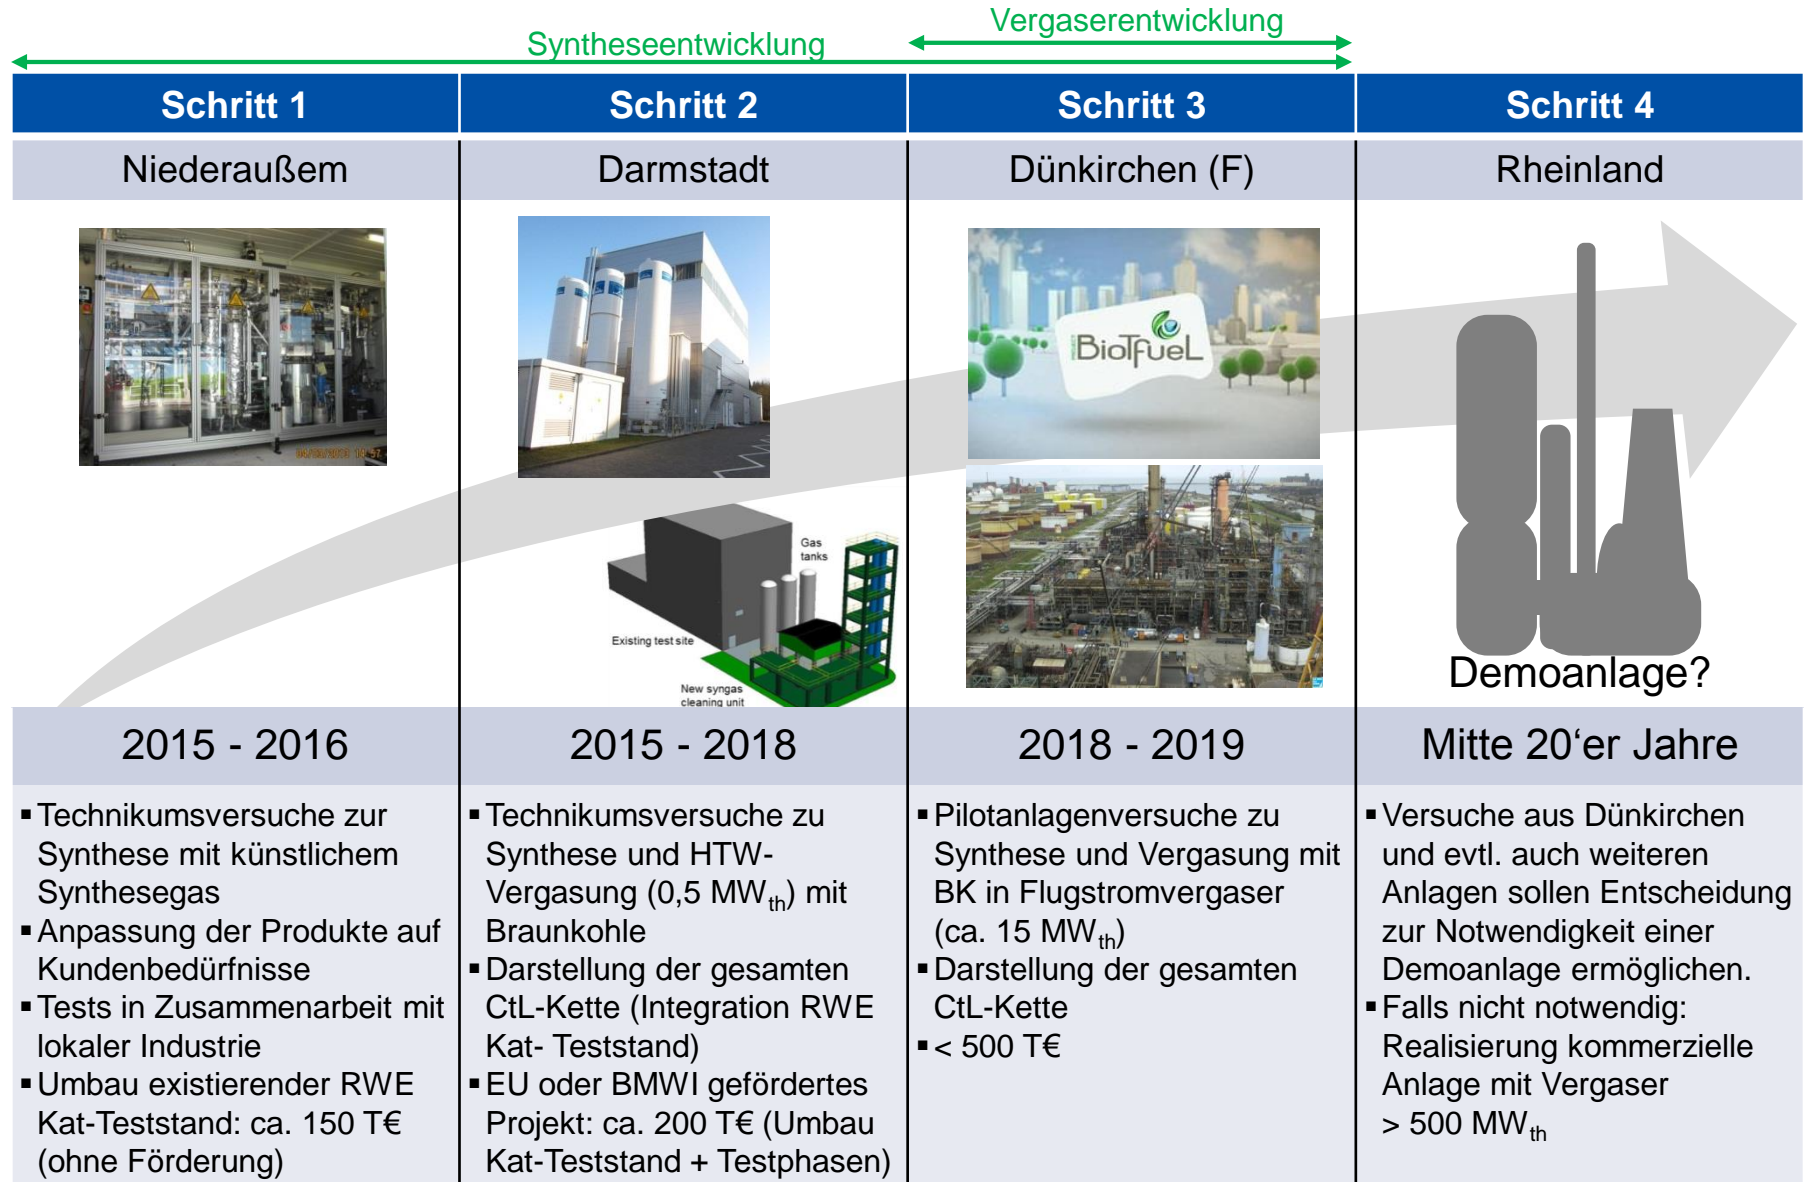 Vergaserentwicklung
Syntheseentwicklung
Schritt 1
Schritt 2
Schritt 3
Schritt 4
Niederaußem
Darmstadt
Dünkirchen (F)
Rheinland
PROJECT
BioTfueL
Gas
tanks
Existing test site
New syngas
cleaning unit
Demoanlage?
2015 - 2016
2015 - 2018
2018 - 2019
Mitte 20‘er Jahre
▪ Technikumsversuche zur
Synthese mit künstlichem
Synthesegas
▪ Anpassung der Produkte auf
Kundenbedürfnisse
▪ Tests in Zusammenarbeit mit
lokaler Industrie
▪ Umbau existierender RWE
Kat-Teststand: ca. 150 T€
(ohne Förderung)
▪ Technikumsversuche zu
Synthese und HTW-
Vergasung (0,5 MWth) mit
Braunkohle
▪ Darstellung der gesamten
CtL-Kette (Integration RWE
Kat- Teststand)
▪ EU oder BMWI gefördertes
Projekt: ca. 200 T€ (Umbau
Kat-Teststand + Testphasen)
▪ Pilotanlagenversuche zu
Synthese und Vergasung mit
BK in Flugstromvergaser
(ca. 15 MWth)
▪ Darstellung der gesamten
CtL-Kette
▪ < 500 T€
▪ Versuche aus Dünkirchen
und evtl. auch weiteren
Anlagen sollen Entscheidung
zur Notwendigkeit einer
Demoanlage ermöglichen.
▪ Falls nicht notwendig:
Realisierung kommerzielle
Anlage mit Vergaser
> 500 MWth